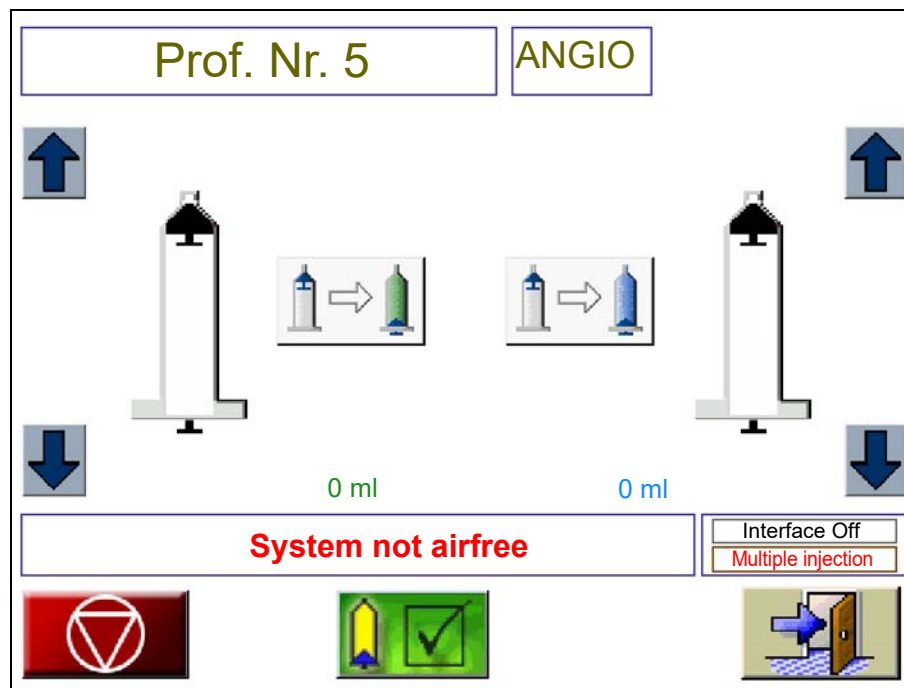 Prof. Nr. 5
ANGIO
0 ml
0 ml
System not airfree
Interface Off
Multiple injection